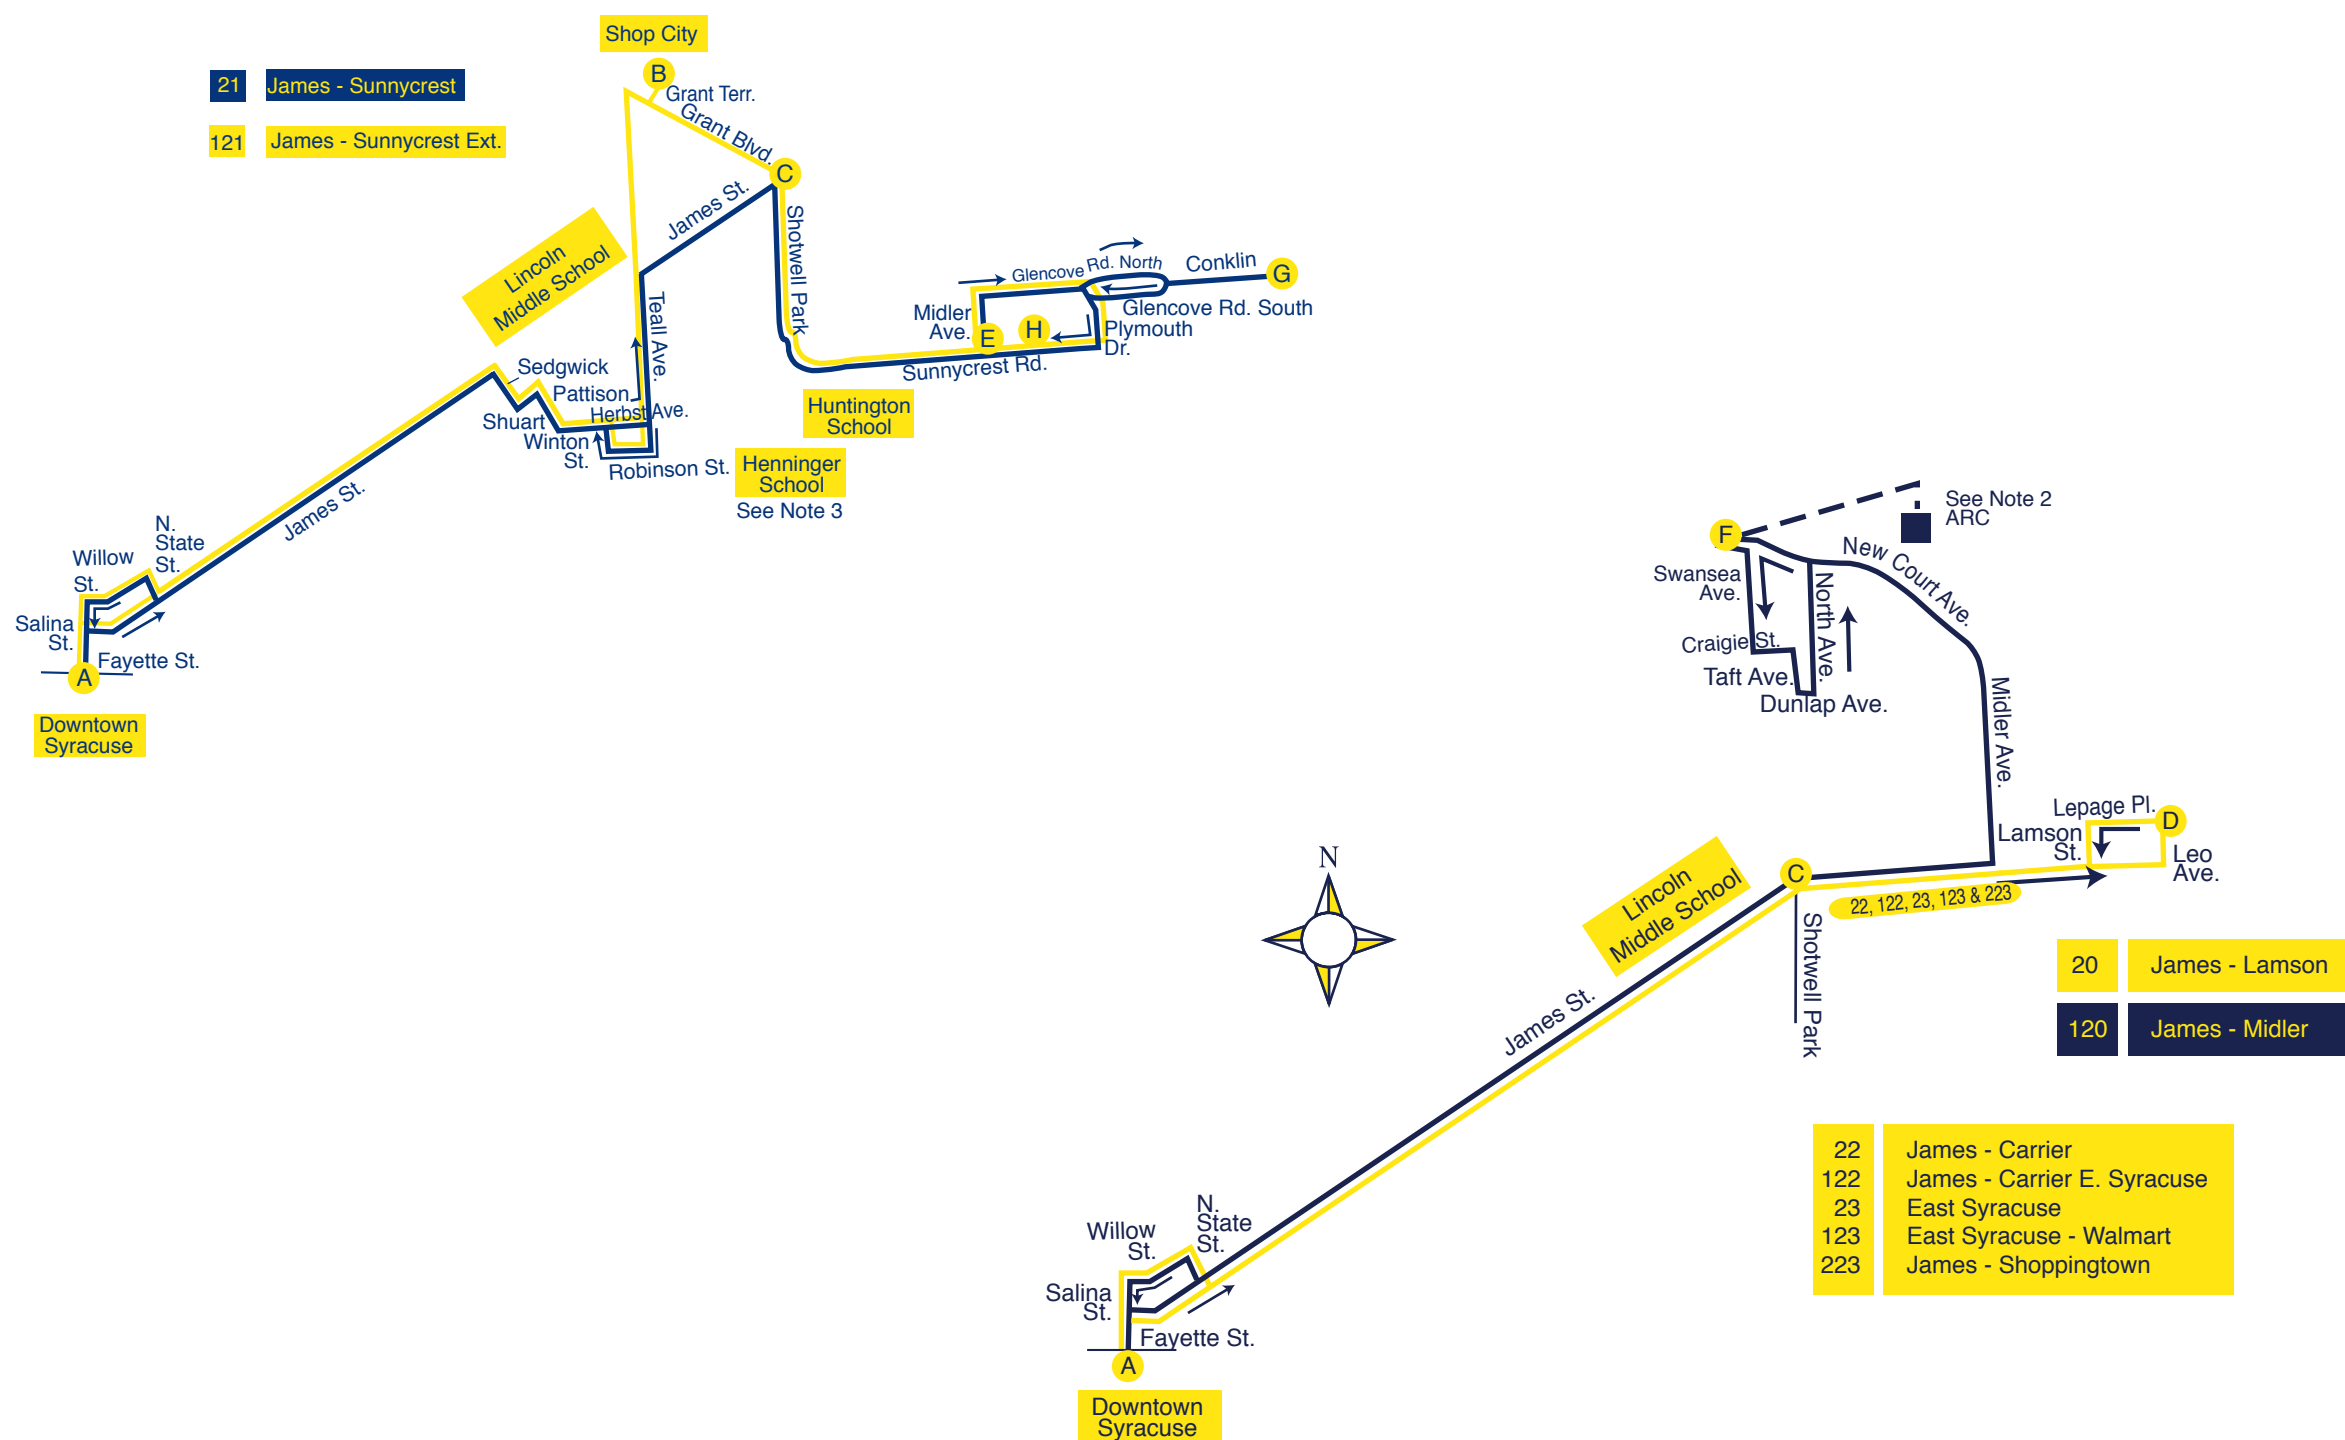 Shop City
B
Grant Terr.
Grant Blvd.
21 James - Sunnycrest
121 James - Sunnycrest Ext.
C
James St.
Shotwell Park
Lincoln
Middle School
Teall Ave.
Glencove Rd. North
Conklin
G
Glencove Rd. South
Midler
Ave.
E
H
Plymouth
Dr.
Sunnycrest Rd.
Sedgwick
Pattison
Herbst Ave.
Shuart
Winton
St.
Robinson St.
Huntington
School
Henninger
School
See Note 3
James St.
N.
State
St.
Willow
St.
Salina
St.
Fayette St.
A
Downtown
Syracuse
See Note 2
ARC
F
New Court Ave.
Swansea
Ave.
North Ave.
Craigie St.
Taft Ave.
Dunlap Ave.
Midler Ave.
Lepage Pl.
D
Lamson
St.
Leo
Ave.
C
22, 122, 23, 123 & 223
Lincoln
Middle School
Shotwell Park
N
James St.
20 James - Lamson
120 James - Midler
22 James - Carrier
122 James - Carrier E. Syracuse
23 East Syracuse
123 East Syracuse - Walmart
223 James - Shoppingtown
N.
State
St.
Willow
St.
Salina
St.
Fayette St.
A
Downtown
Syracuse